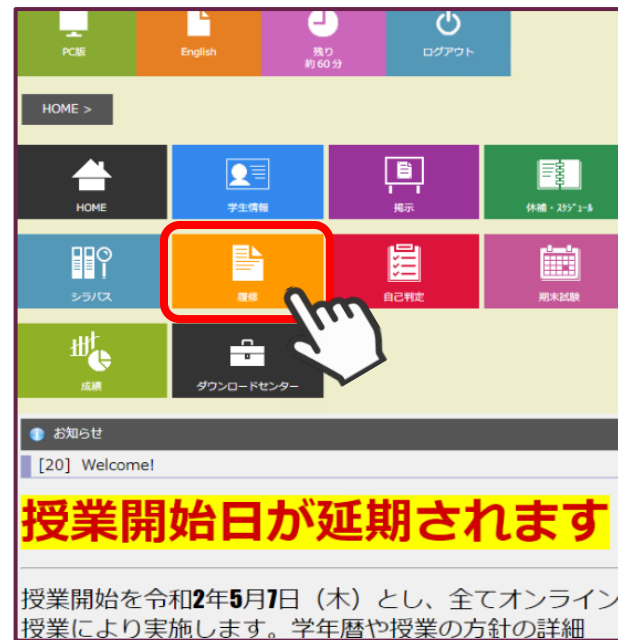 PC版
English
残り
約60分
ログアウト
HOME >
HOME
学生情報
掲示
休補・ｽｹｼﾞｭｰﾙ
シラバス
履修
自己判定
期末試験
成績
ダウンロードセンター
お知らせ
[20] Welcome!
授業開始日が延期されます
授業開始を令和2年5月7日（木）とし、全てオンライン
授業により実施します。学年暦や授業の方針の詳細